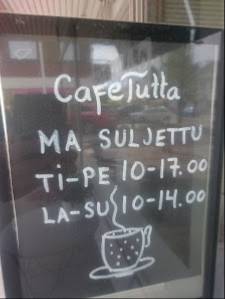 CafeTutta
MA SULJETTU
Ti-PE 10-17.00
LA-SU 10-14.00